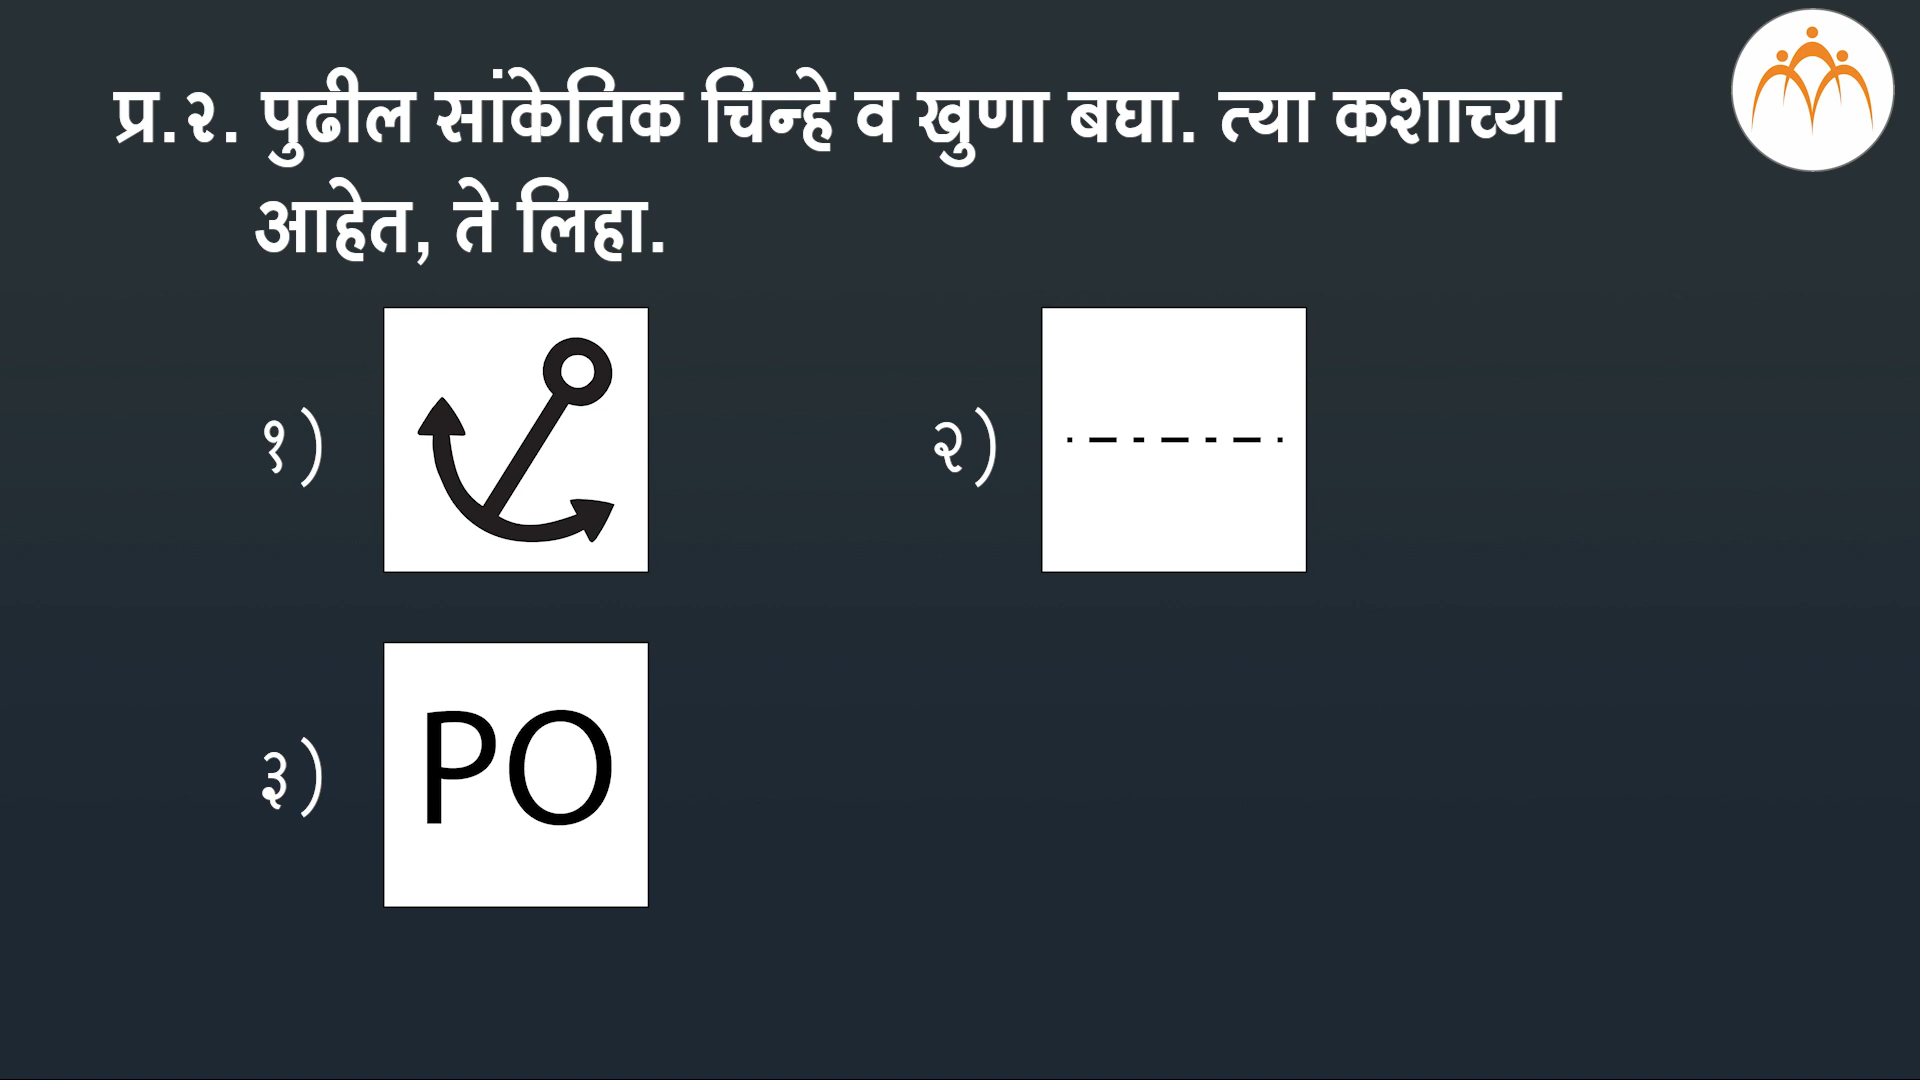 प्र.२. पुढील सांकेतिक चिन्हे व खुणा बघा. त्या कशाच्या
आहेत, ते लिहा.
१)
२)
३)
PO